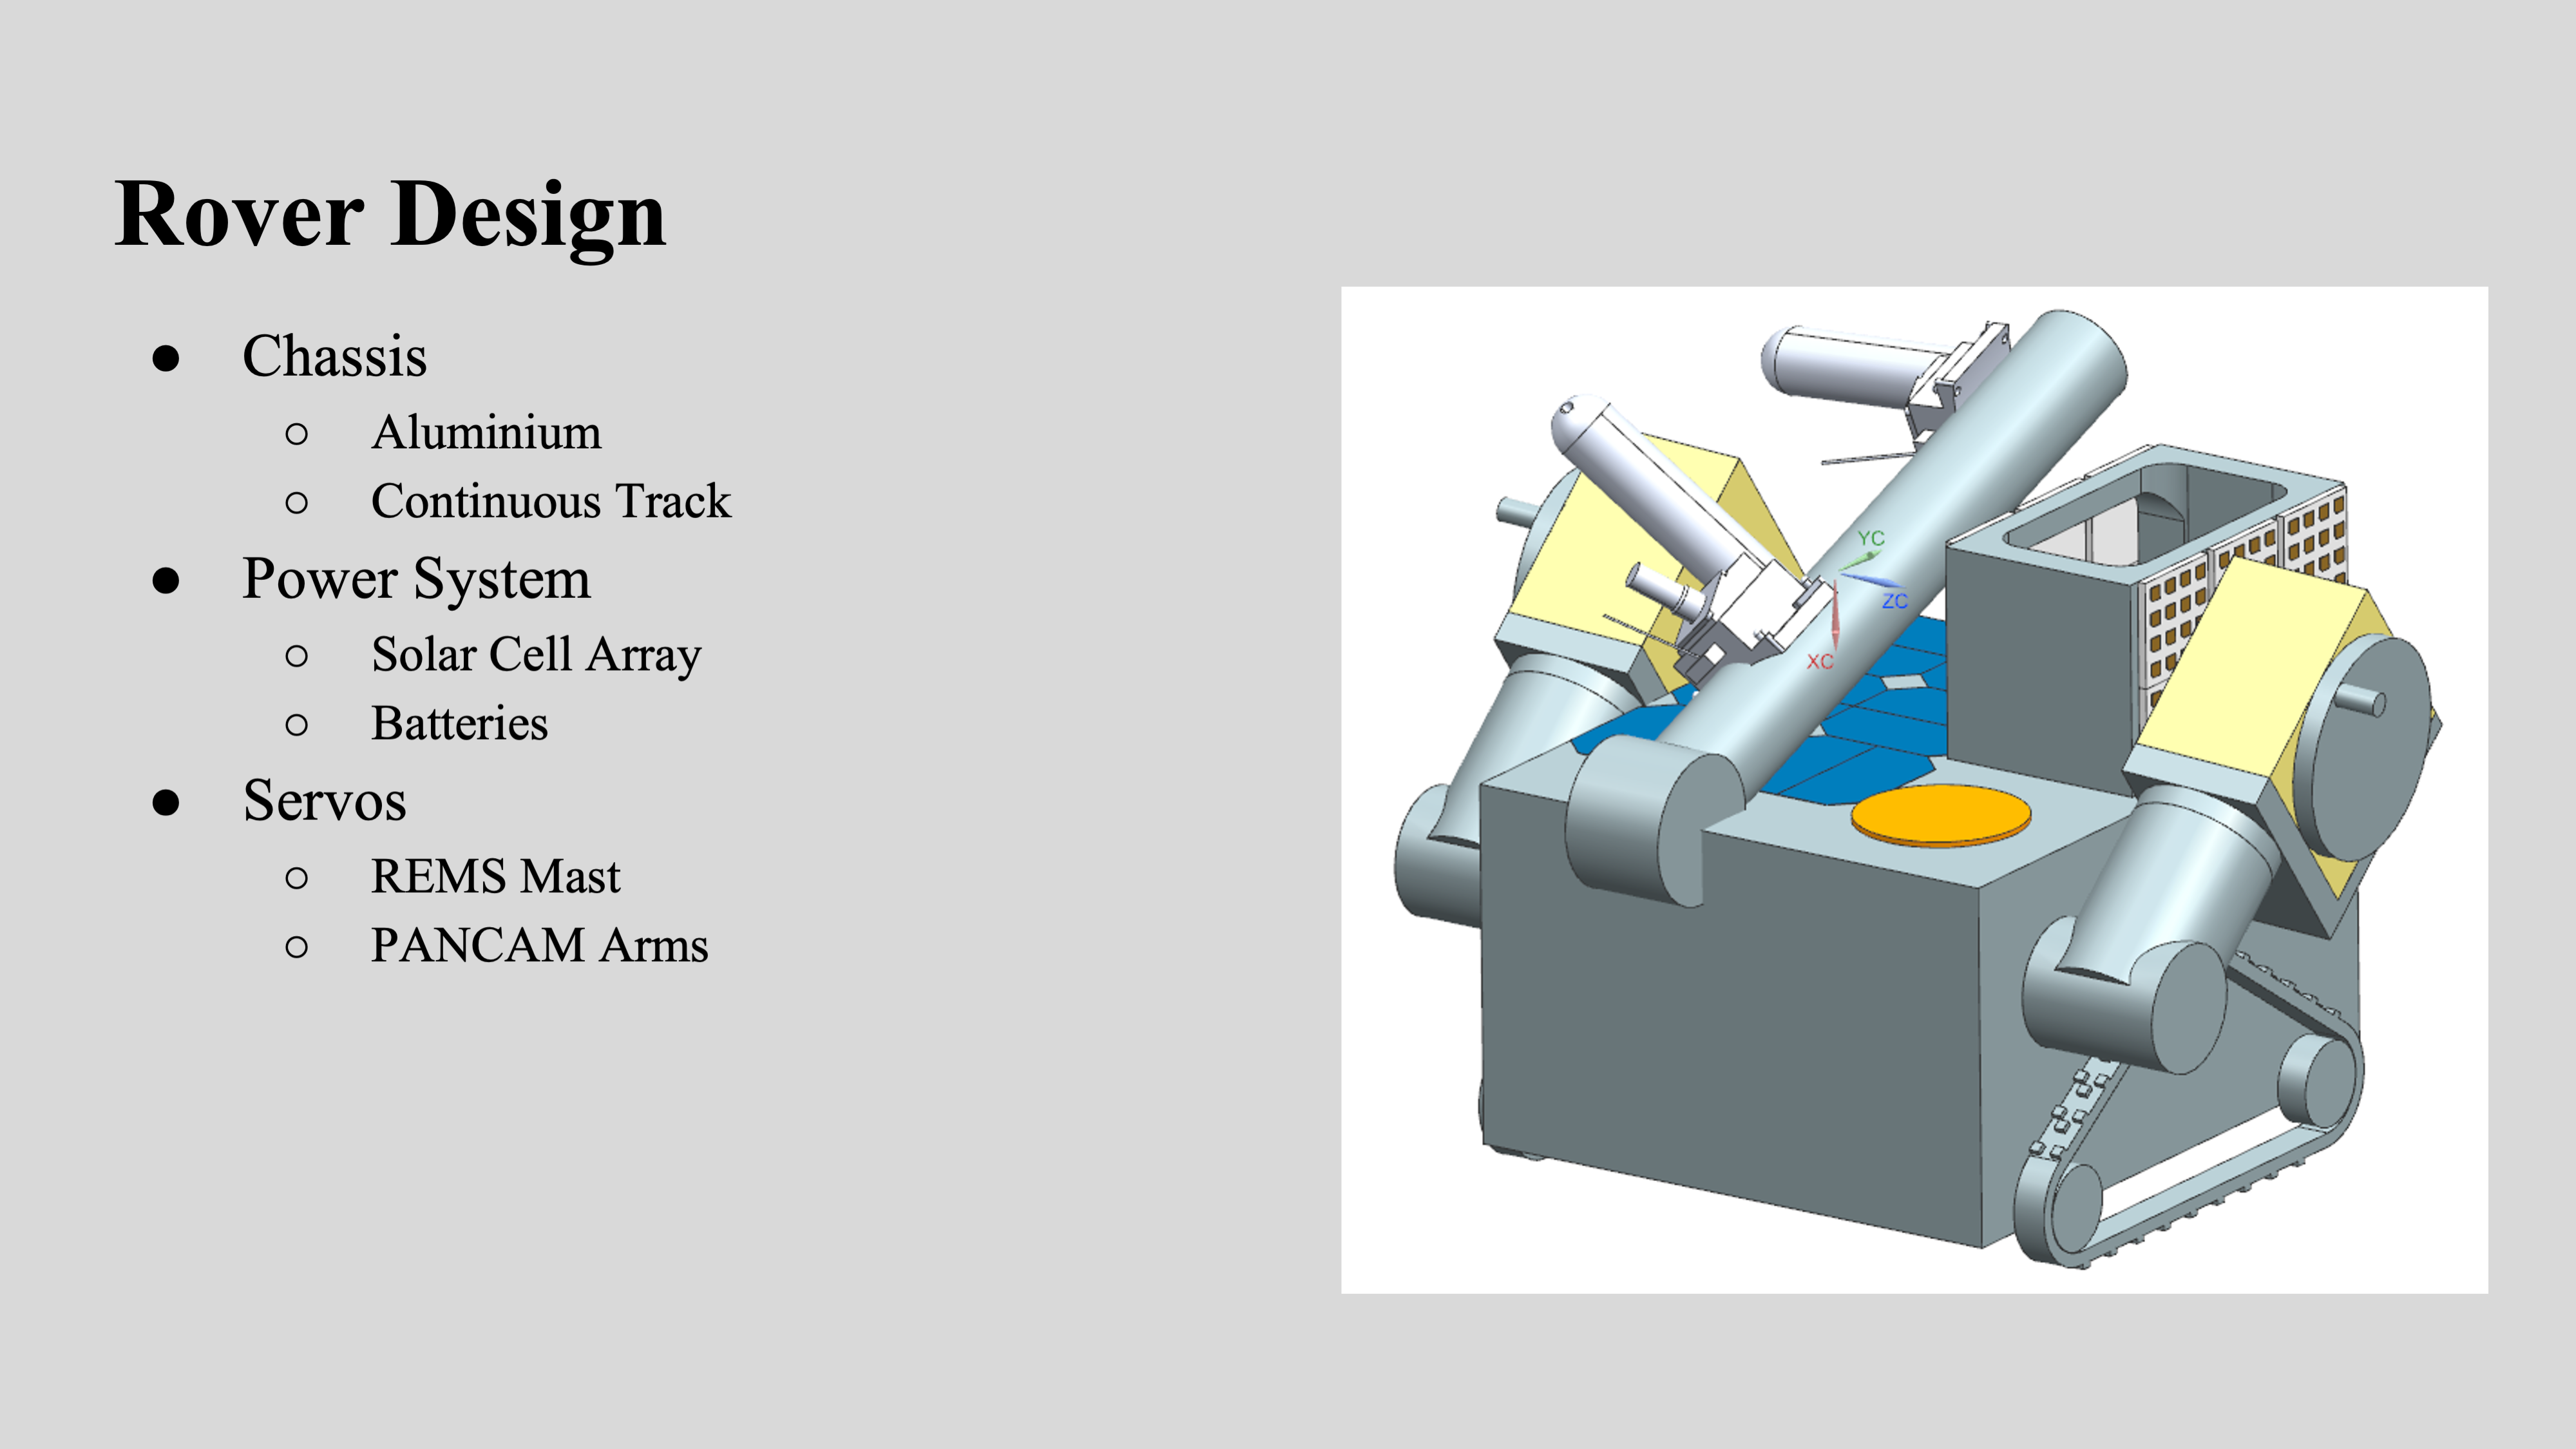 Rover Design
● Chassis
○ Aluminium
○ Continuous Track
● Power System
○ Solar Cell Array
○ Batteries
● Servos
○ REMS Mast
○ PANCAM Arms
YC
ZC
XC